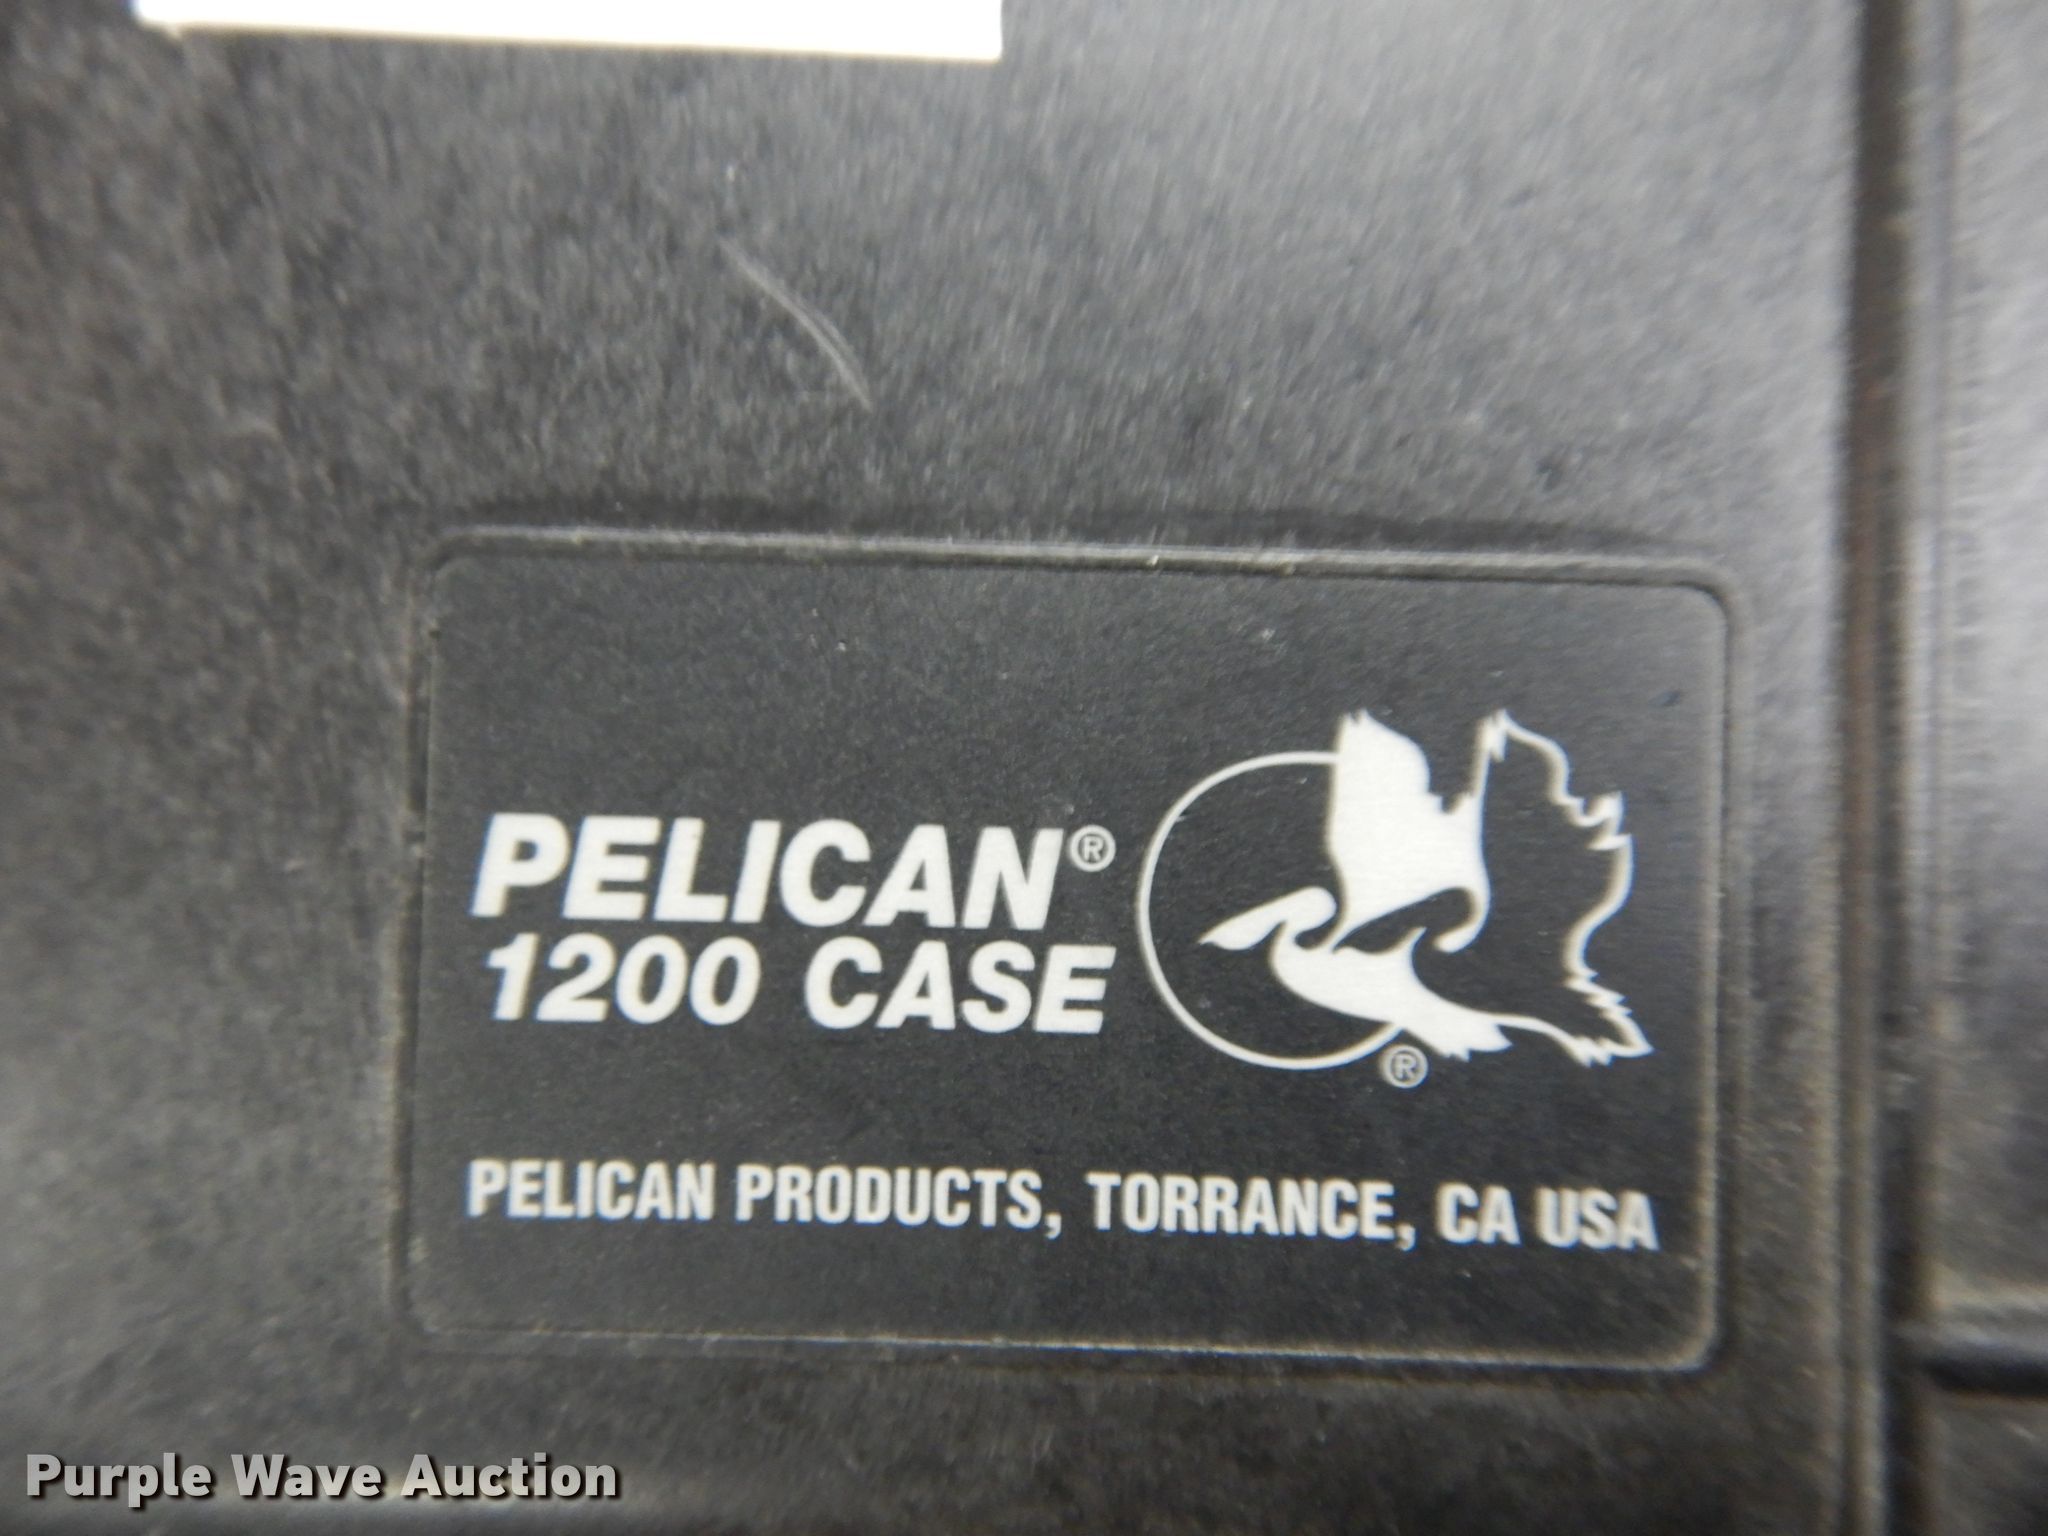 PELICAN®
1200 CASE
®
PELICAN PRODUCTS, TORRANCE, CA USA
Purple Wave Auction